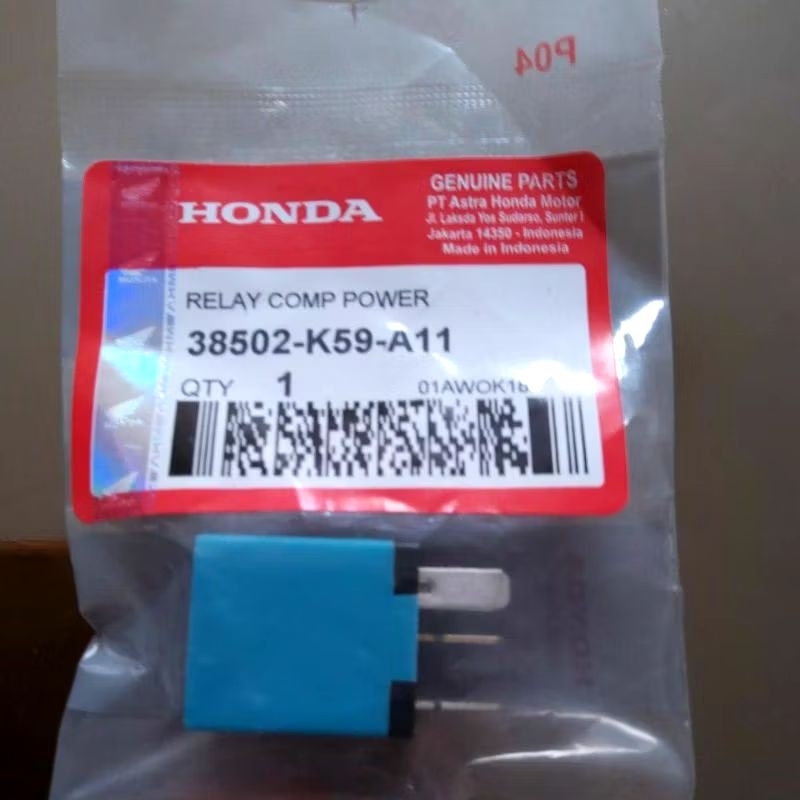 P04
HONDA
GENUINE PARTS
PT Astra Honda Motor
Jl. Laksda Yos Sudarso, Sunter I
Jakarta 14350 - Indonesia
Made in Indonesia
RELAY COMP POWER
38502-K59-A11
QTY 1
HONDA